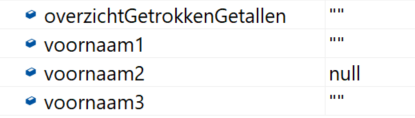 overzichtGetrokkenGetallen ""
voornaam1 ""
voornaam2 null
voornaam3 ""